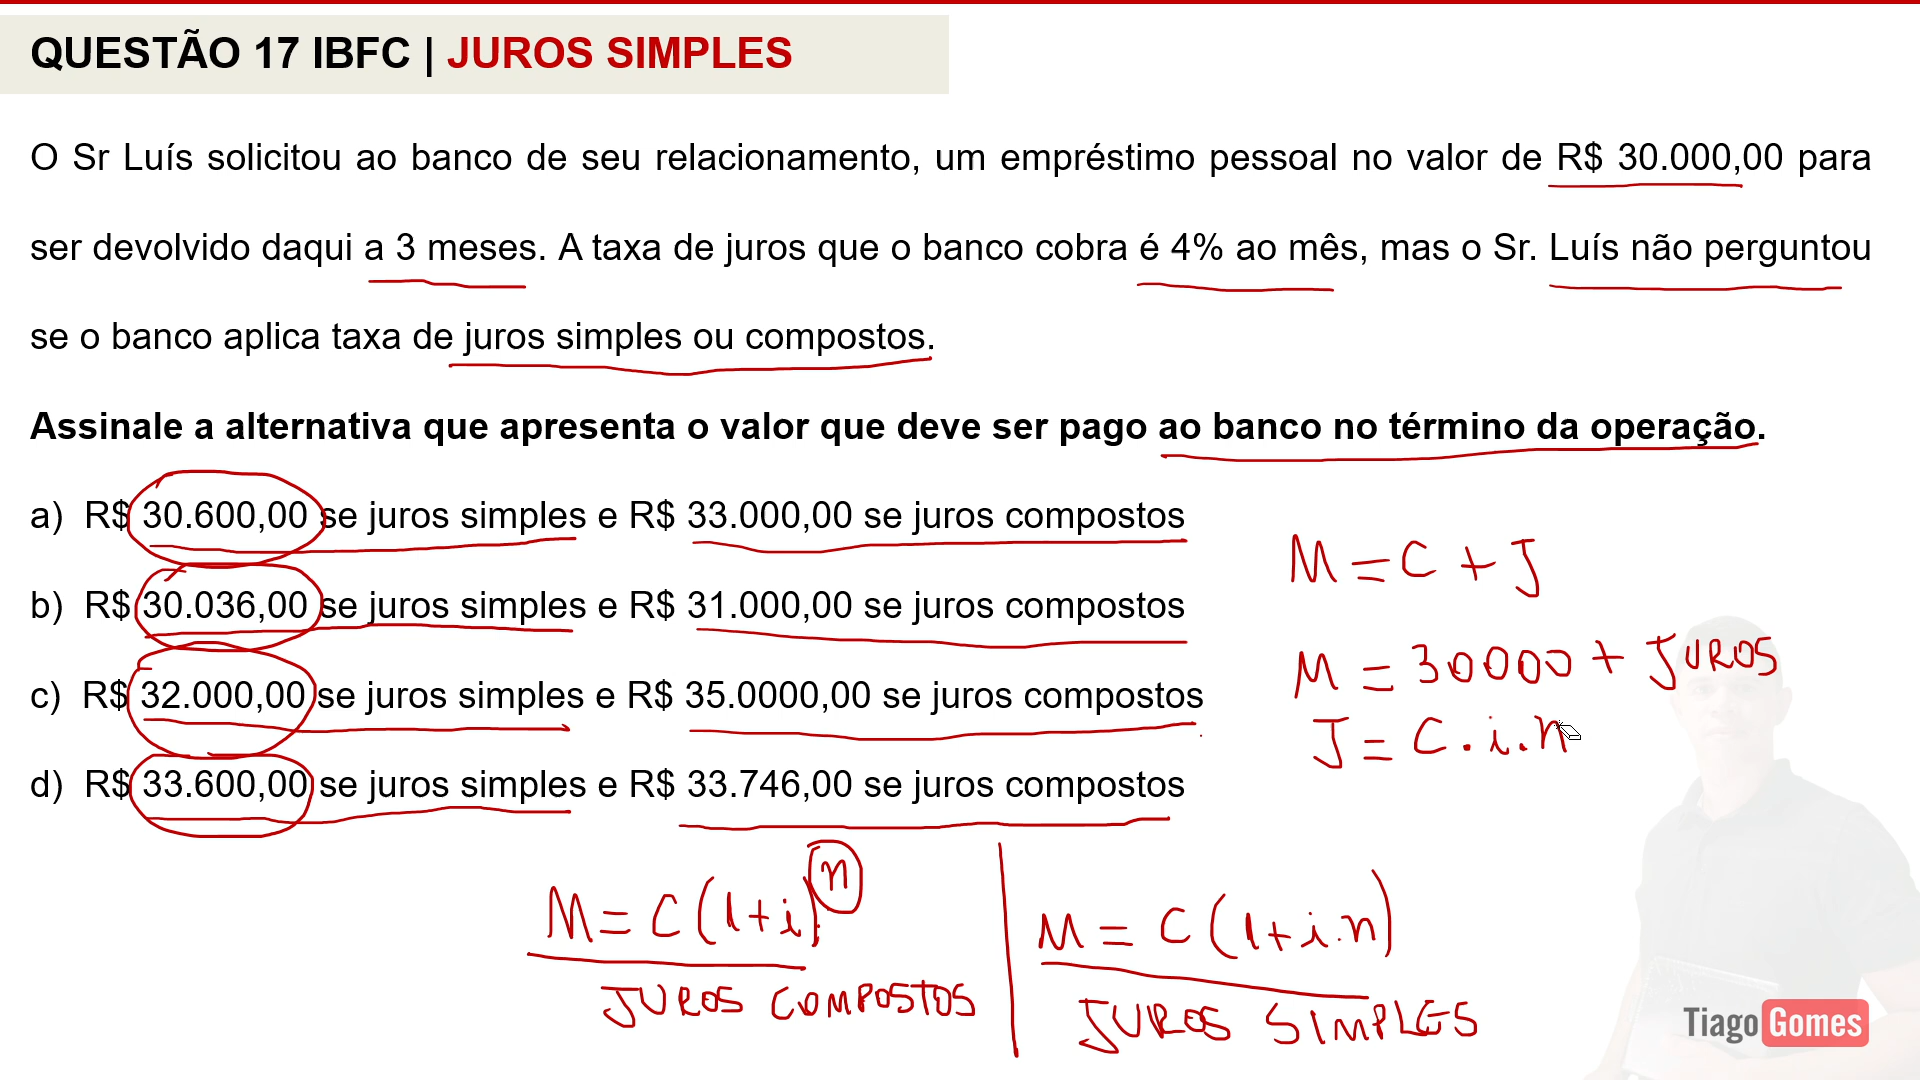 QUESTÃO 17 IBFC | JUROS SIMPLES
O Sr Luís solicitou ao banco de seu relacionamento, um empréstimo pessoal no valor de R$ 30.000,00 para
ser devolvido daqui a 3 meses. A taxa de juros que o banco cobra é 4% ao mês, mas o Sr. Luís não perguntou
se o banco aplica taxa de juros simples ou compostos.
Assinale a alternativa que apresenta o valor que deve ser pago ao banco no término da operação.
a) R$ 30.600,00 se juros simples e R$ 33.000,00 se juros compostos
b) R$ 30.036,00 se juros simples e R$ 31.000,00 se juros compostos
c) R$ 32.000,00 se juros simples e R$ 35.0000,00 se juros compostos
d) R$ 33.600,00 se juros simples e R$ 33.746,00 se juros compostos
M = C + J
M = 30000 + JUROS
J = C . i . n
M = C (1 + i)^n
JUROS COMPOSTOS
M = C (1 + i . n)
JUROS SIMPLES
Tiago Gomes